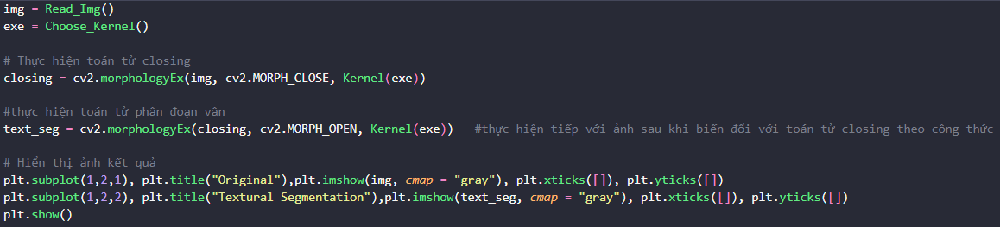 img = Read_Img()
exe = Choose_Kernel()
# Thực hiện toán tử closing
closing = cv2.morphologyEx(img, cv2.MORPH_CLOSE, Kernel(exe))
#thực hiện toán tử phân đoạn vân
text_seg = cv2.morphologyEx(closing, cv2.MORPH_OPEN, Kernel(exe))   #thực hiện tiếp với ảnh sau khi biến đổi với toán tử closing theo công thức
# Hiển thị ảnh kết quả
plt.subplot(1,2,1), plt.title("Original"),plt.imshow(img, cmap = "gray"), plt.xticks([]), plt.yticks([])
plt.subplot(1,2,2), plt.title("Textural Segmentation"),plt.imshow(text_seg, cmap = "gray"), plt.xticks([]), plt.yticks([])
plt.show()